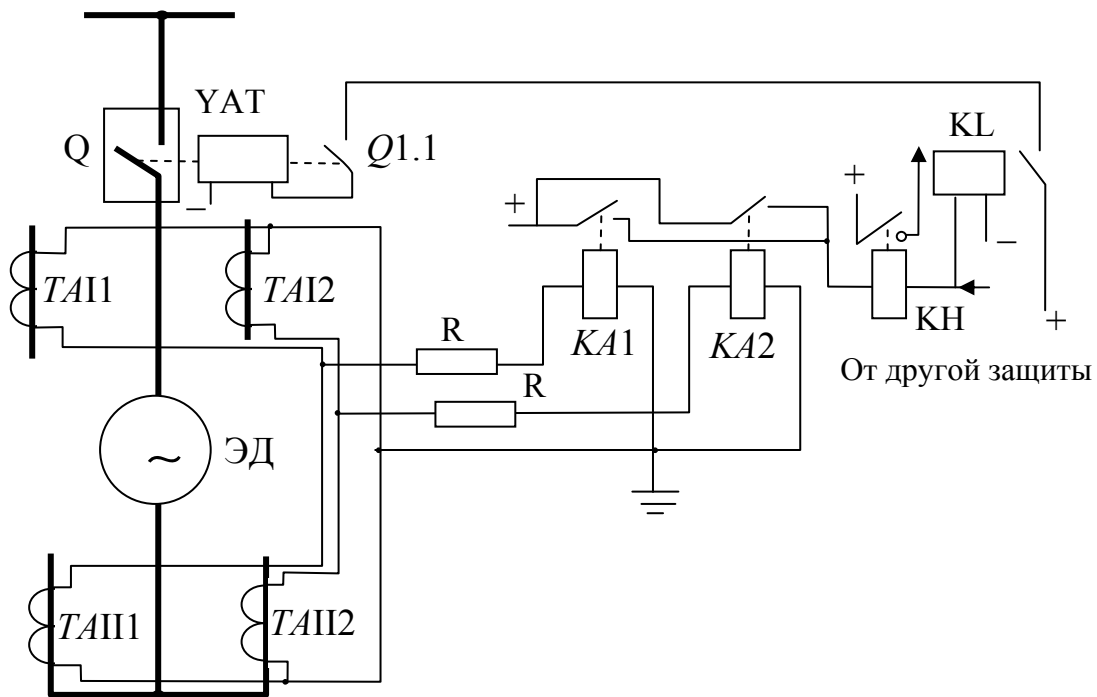 YAT
Q
Q1.1
KL
+
+
–
–
TAI1
TAI2
R
KA1
KA2
KH
+
R
От другой защиты
~
ЭД
TAII1
TAII2